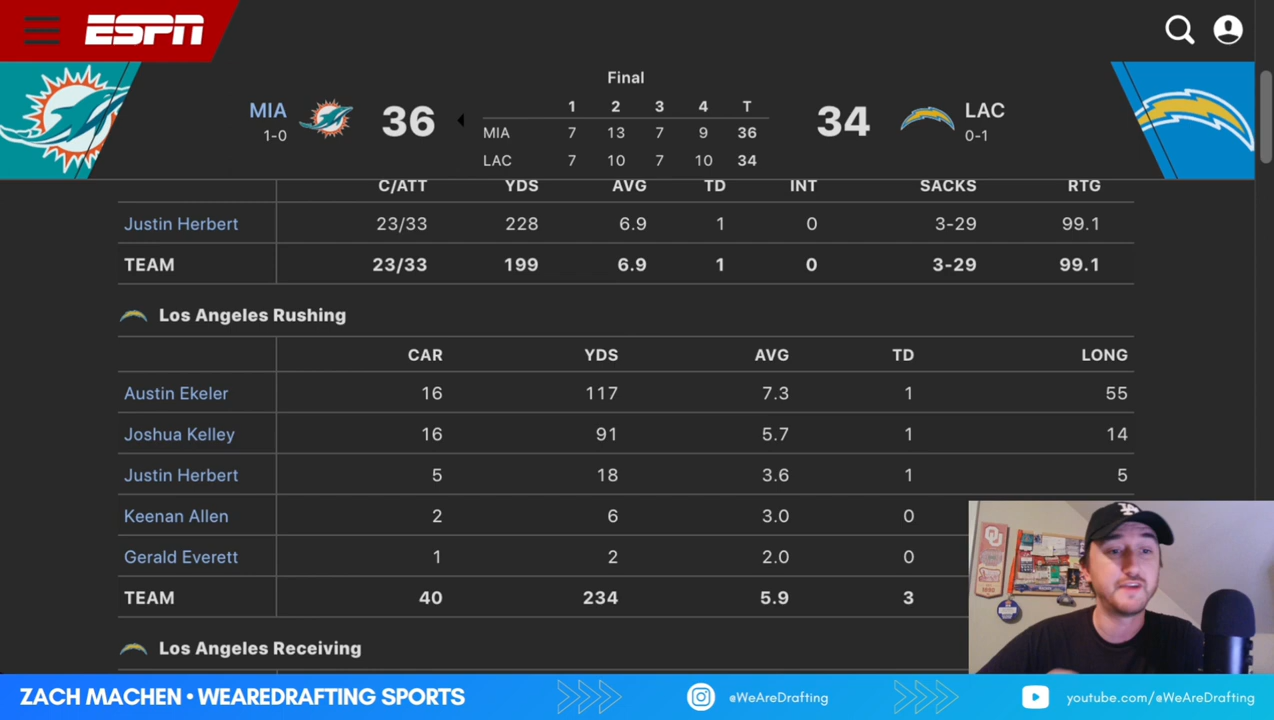 ESPN
Final
MIA 36 1 2 3 4 T 34 LAC
1-0 MIA 7 13 7 9 36 0-1
LAC 7 10 7 10 34
C/ATT YDS AVG TD INT SACKS RTG
Justin Herbert 23/33 228 6.9 1 0 3-29 99.1
TEAM 23/33 199 6.9 1 0 3-29 99.1
Los Angeles Rushing
CAR YDS AVG TD LONG
Austin Ekeler 16 117 7.3 1 55
Joshua Kelley 16 91 5.7 1 14
Justin Herbert 5 18 3.6 1 5
Keenan Allen 2 6 3.0 0
Gerald Everett 1 2 2.0 0
TEAM 40 234 5.9 3
Los Angeles Receiving
LA
OU
ZACH MACHEN • WEAREDRAFTING SPORTS @WeAreDrafting youtube.com/@WeAreDrafting